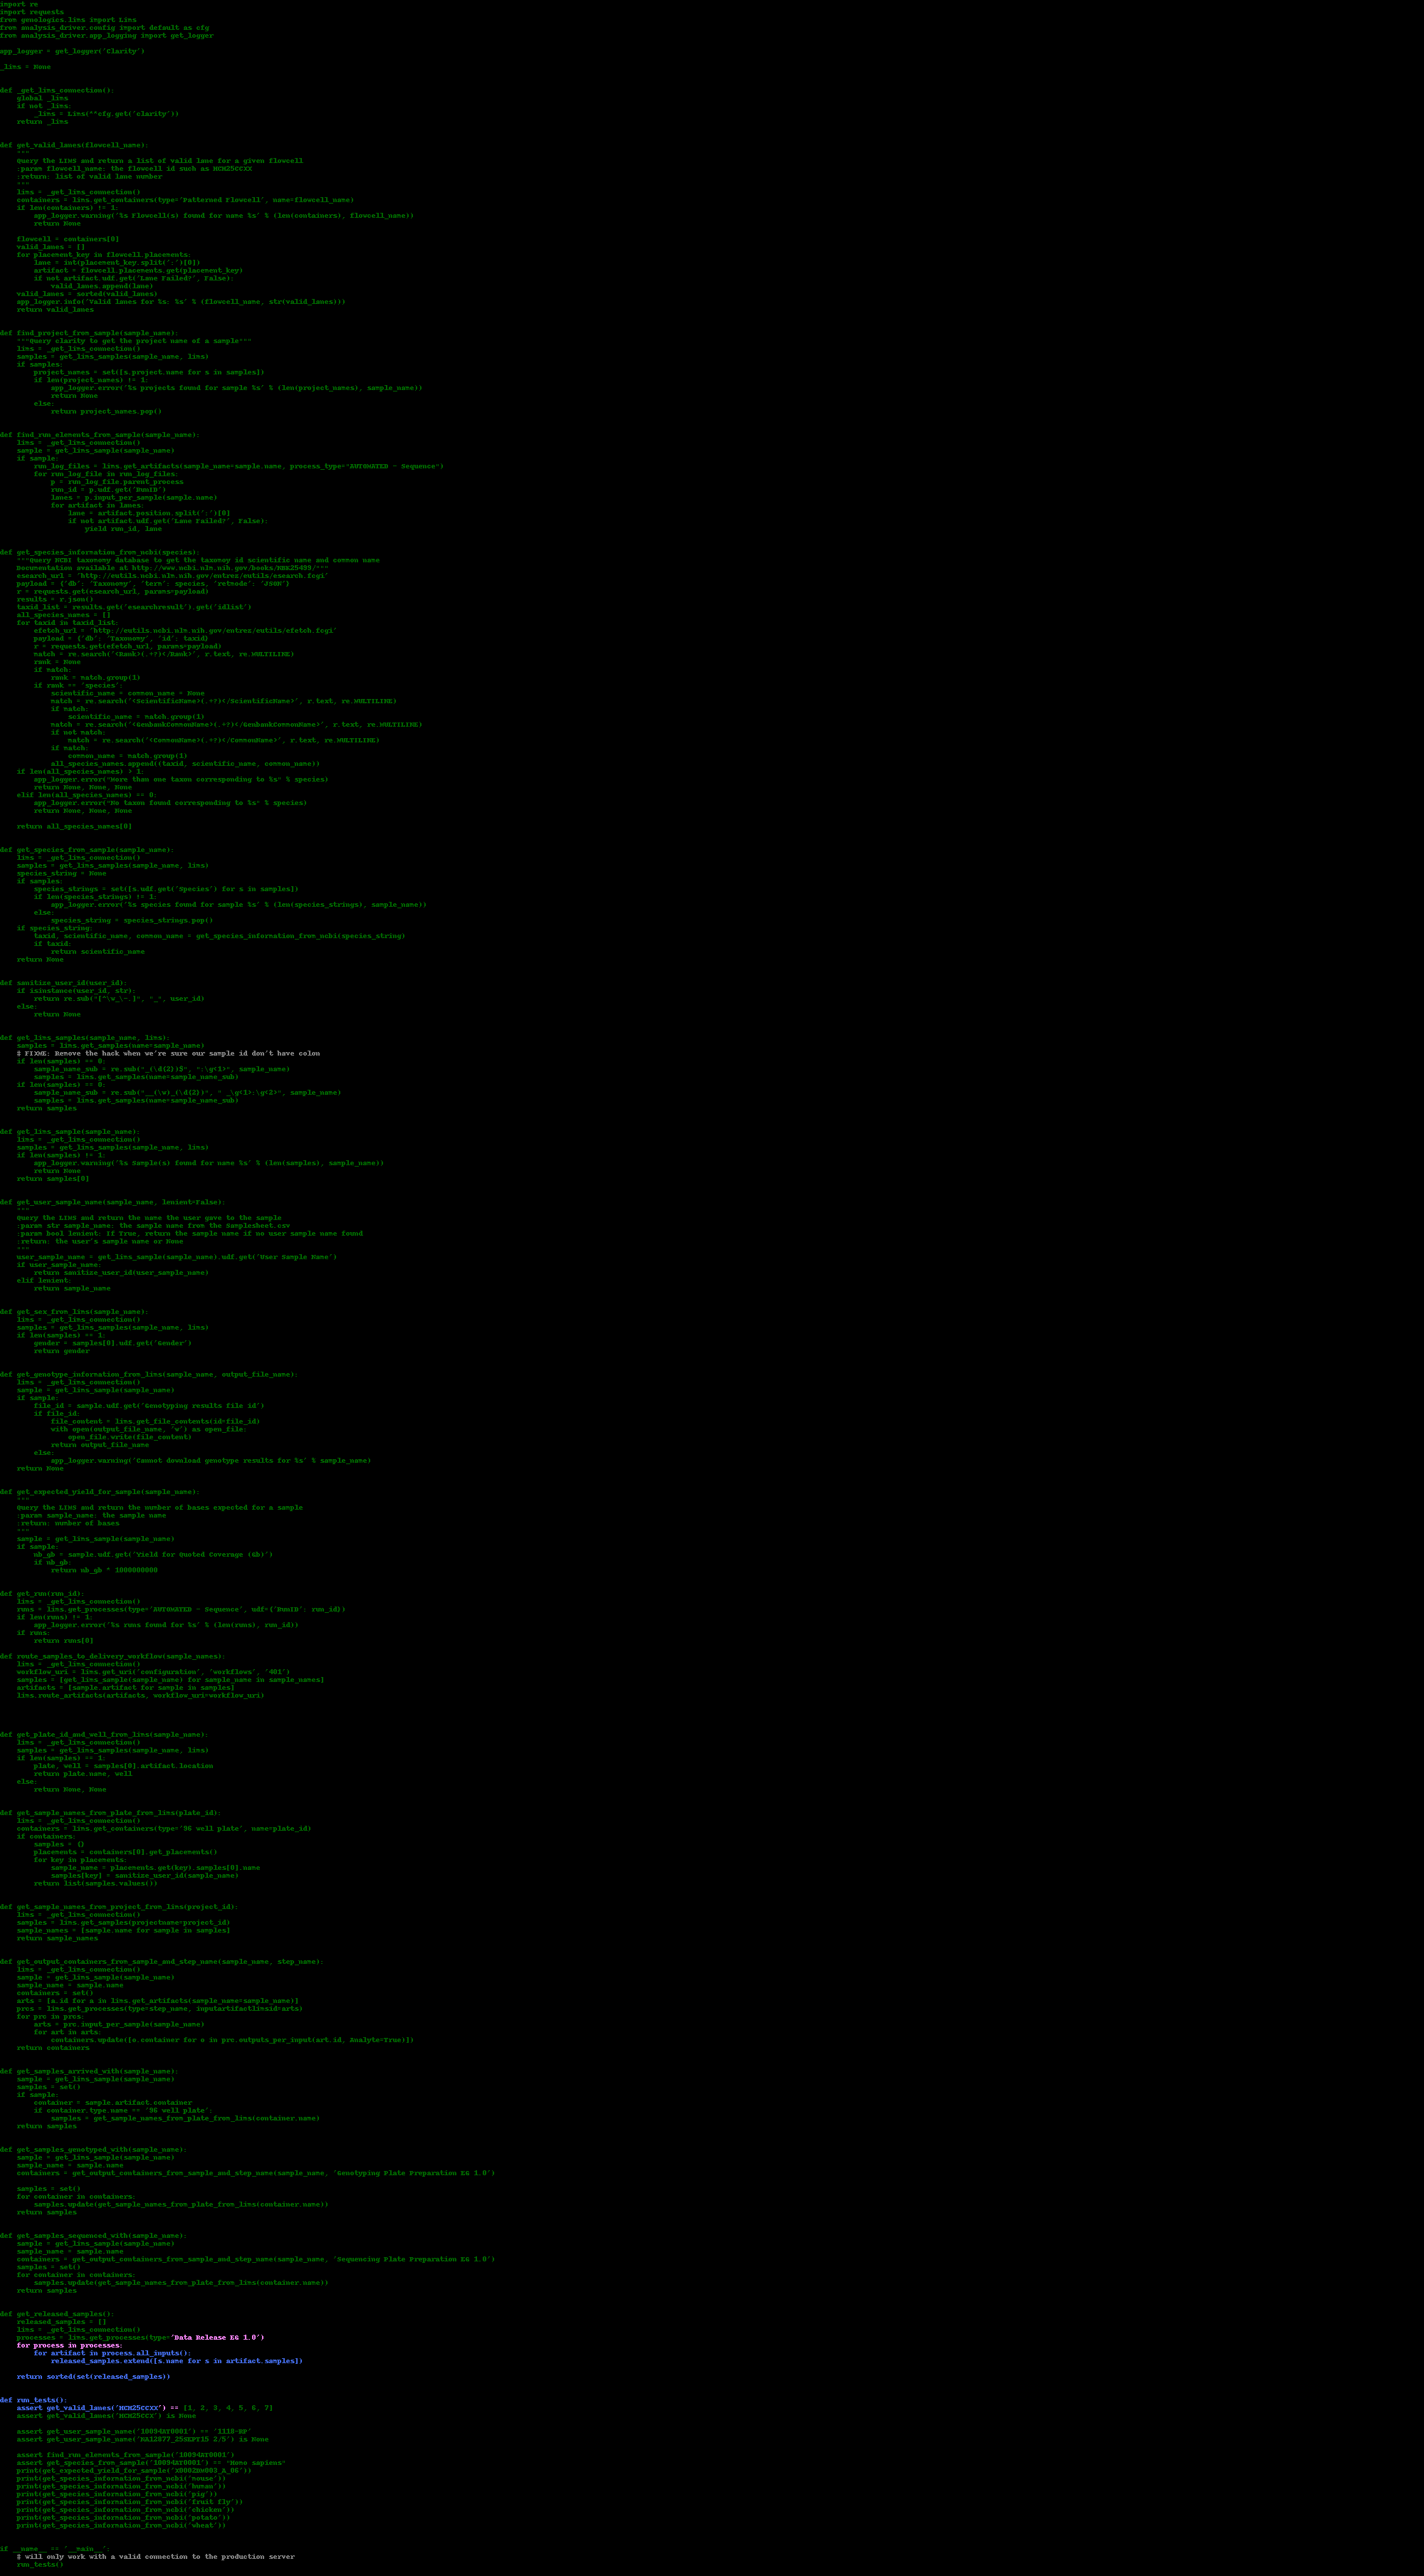 import re
import requests
from genologics.lims import Lims
from analysis_driver.config import default as cfg
from analysis_driver.app_logging import get_logger

app_logger = get_logger('Clarity')

_lims = None


def _get_lims_connection():
    global _lims
    if not _lims:
        _lims = Lims(**cfg.get('clarity'))
    return _lims


def get_valid_lanes(flowcell_name):
    """
    Query the LIMS and return a list of valid lane for a given flowcell
    :param flowcell_name: the flowcell id such as HCH25CCXX
    :return: list of valid lane number
    """
    lims = _get_lims_connection()
    containers = lims.get_containers(type='Patterned Flowcell', name=flowcell_name)
    if len(containers) != 1:
        app_logger.warning('%s Flowcell(s) found for name %s' % (len(containers), flowcell_name))
        return None

    flowcell = containers[0]
    valid_lanes = []
    for placement_key in flowcell.placements:
        lane = int(placement_key.split(':')[0])
        artifact = flowcell.placements.get(placement_key)
        if not artifact.udf.get('Lane Failed?', False):
            valid_lanes.append(lane)
    valid_lanes = sorted(valid_lanes)
    app_logger.info('Valid lanes for %s: %s' % (flowcell_name, str(valid_lanes)))
    return valid_lanes


def find_project_from_sample(sample_name):
    """Query clarity to get the project name of a sample"""
    lims = _get_lims_connection()
    samples = get_lims_samples(sample_name, lims)
    if samples:
        project_names = set([s.project.name for s in samples])
        if len(project_names) != 1:
            app_logger.error('%s projects found for sample %s' % (len(project_names), sample_name))
            return None
        else:
            return project_names.pop()


def find_run_elements_from_sample(sample_name):
    lims = _get_lims_connection()
    sample = get_lims_sample(sample_name)
    if sample:
        run_log_files = lims.get_artifacts(sample_name=sample.name, process_type="AUTOMATED - Sequence")
        for run_log_file in run_log_files:
            p = run_log_file.parent_process
            run_id = p.udf.get('RunID')
            lanes = p.input_per_sample(sample.name)
            for artifact in lanes:
                lane = artifact.position.split(':')[0]
                if not artifact.udf.get('Lane Failed?', False):
                    yield run_id, lane


def get_species_information_from_ncbi(species):
    """Query NCBI taxonomy database to get the taxomoy id scientific name and common name
    Documentation available at http://www.ncbi.nlm.nih.gov/books/NBK25499/"""
    esearch_url = 'http://eutils.ncbi.nlm.nih.gov/entrez/eutils/esearch.fcgi'
    payload = {'db': 'Taxonomy', 'term': species, 'retmode': 'JSON'}
    r = requests.get(esearch_url, params=payload)
    results = r.json()
    taxid_list = results.get('esearchresult').get('idlist')
    all_species_names = []
    for taxid in taxid_list:
        efetch_url = 'http://eutils.ncbi.nlm.nih.gov/entrez/eutils/efetch.fcgi'
        payload = {'db': 'Taxonomy', 'id': taxid}
        r = requests.get(efetch_url, params=payload)
        match = re.search('<Rank>(.+?)</Rank>', r.text, re.MULTILINE)
        rank = None
        if match:
            rank = match.group(1)
        if rank == 'species':
            scientific_name = common_name = None
            match = re.search('<ScientificName>(.+?)</ScientificName>', r.text, re.MULTILINE)
            if match:
                scientific_name = match.group(1)
            match = re.search('<GenbankCommonName>(.+?)</GenbankCommonName>', r.text, re.MULTILINE)
            if not match:
                match = re.search('<CommonName>(.+?)</CommonName>', r.text, re.MULTILINE)
            if match:
                common_name = match.group(1)
            all_species_names.append((taxid, scientific_name, common_name))
    if len(all_species_names) > 1:
        app_logger.error("More than one taxon corresponding to %s" % species)
        return None, None, None
    elif len(all_species_names) == 0:
        app_logger.error("No taxon found corresponding to %s" % species)
        return None, None, None

    return all_species_names[0]


def get_species_from_sample(sample_name):
    lims = _get_lims_connection()
    samples = get_lims_samples(sample_name, lims)
    species_string = None
    if samples:
        species_strings = set([s.udf.get('Species') for s in samples])
        if len(species_strings) != 1:
            app_logger.error('%s species found for sample %s' % (len(species_strings), sample_name))
        else:
            species_string = species_strings.pop()
    if species_string:
        taxid, scientific_name, common_name = get_species_information_from_ncbi(species_string)
        if taxid:
            return scientific_name
    return None


def sanitize_user_id(user_id):
    if isinstance(user_id, str):
        return re.sub("[^\w_\-.]", "_", user_id)
    else:
        return None


def get_lims_samples(sample_name, lims):
    samples = lims.get_samples(name=sample_name)
    # FIXME: Remove the hack when we're sure our sample id don't have colon
    if len(samples) == 0:
        sample_name_sub = re.sub("_(\d{2})$", ":\g<1>", sample_name)
        samples = lims.get_samples(name=sample_name_sub)
    if len(samples) == 0:
        sample_name_sub = re.sub("__(\w)_(\d{2})", " _\g<1>:\g<2>", sample_name)
        samples = lims.get_samples(name=sample_name_sub)
    return samples


def get_lims_sample(sample_name):
    lims = _get_lims_connection()
    samples = get_lims_samples(sample_name, lims)
    if len(samples) != 1:
        app_logger.warning('%s Sample(s) found for name %s' % (len(samples), sample_name))
        return None
    return samples[0]


def get_user_sample_name(sample_name, lenient=False):
    """
    Query the LIMS and return the name the user gave to the sample
    :param str sample_name: the sample name from the Samplesheet.csv
    :param bool lenient: If True, return the sample name if no user sample name found
    :return: the user's sample name or None
    """
    user_sample_name = get_lims_sample(sample_name).udf.get('User Sample Name')
    if user_sample_name:
        return sanitize_user_id(user_sample_name)
    elif lenient:
        return sample_name


def get_sex_from_lims(sample_name):
    lims = _get_lims_connection()
    samples = get_lims_samples(sample_name, lims)
    if len(samples) == 1:
        gender = samples[0].udf.get('Gender')
        return gender


def get_genotype_information_from_lims(sample_name, output_file_name):
    lims = _get_lims_connection()
    sample = get_lims_sample(sample_name)
    if sample:
        file_id = sample.udf.get('Genotyping results file id')
        if file_id:
            file_content = lims.get_file_contents(id=file_id)
            with open(output_file_name, 'w') as open_file:
                open_file.write(file_content)
            return output_file_name
        else:
            app_logger.warning('Cannot download genotype results for %s' % sample_name)
    return None


def get_expected_yield_for_sample(sample_name):
    """
    Query the LIMS and return the number of bases expected for a sample
    :param sample_name: the sample name
    :return: number of bases
    """
    sample = get_lims_sample(sample_name)
    if sample:
        nb_gb = sample.udf.get('Yield for Quoted Coverage (Gb)')
        if nb_gb:
            return nb_gb * 1000000000


def get_run(run_id):
    lims = _get_lims_connection()
    runs = lims.get_processes(type='AUTOMATED - Sequence', udf={'RunID': run_id})
    if len(runs) != 1:
        app_logger.error('%s runs found for %s' % (len(runs), run_id))
    if runs:
        return runs[0]

def route_samples_to_delivery_workflow(sample_names):
    lims = _get_lims_connection()
    workflow_uri = lims.get_uri('configuration', 'workflows', '401')
    samples = [get_lims_sample(sample_name) for sample_name in sample_names]
    artifacts = [sample.artifact for sample in samples]
    lims.route_artifacts(artifacts, workflow_uri=workflow_uri)




def get_plate_id_and_well_from_lims(sample_name):
    lims = _get_lims_connection()
    samples = get_lims_samples(sample_name, lims)
    if len(samples) == 1:
        plate, well = samples[0].artifact.location
        return plate.name, well
    else:
        return None, None


def get_sample_names_from_plate_from_lims(plate_id):
    lims = _get_lims_connection()
    containers = lims.get_containers(type='96 well plate', name=plate_id)
    if containers:
        samples = {}
        placements = containers[0].get_placements()
        for key in placements:
            sample_name = placements.get(key).samples[0].name
            samples[key] = sanitize_user_id(sample_name)
        return list(samples.values())


def get_sample_names_from_project_from_lims(project_id):
    lims = _get_lims_connection()
    samples = lims.get_samples(projectname=project_id)
    sample_names = [sample.name for sample in samples]
    return sample_names


def get_output_containers_from_sample_and_step_name(sample_name, step_name):
    lims = _get_lims_connection()
    sample = get_lims_sample(sample_name)
    sample_name = sample.name
    containers = set()
    arts = [a.id for a in lims.get_artifacts(sample_name=sample_name)]
    prcs = lims.get_processes(type=step_name, inputartifactlimsid=arts)
    for prc in prcs:
        arts = prc.input_per_sample(sample_name)
        for art in arts:
            containers.update([o.container for o in prc.outputs_per_input(art.id, Analyte=True)])
    return containers


def get_samples_arrived_with(sample_name):
    sample = get_lims_sample(sample_name)
    samples = set()
    if sample:
        container = sample.artifact.container
        if container.type.name == '96 well plate':
            samples = get_sample_names_from_plate_from_lims(container.name)
    return samples


def get_samples_genotyped_with(sample_name):
    sample = get_lims_sample(sample_name)
    sample_name = sample.name
    containers = get_output_containers_from_sample_and_step_name(sample_name, 'Genotyping Plate Preparation EG 1.0')

    samples = set()
    for container in containers:
        samples.update(get_sample_names_from_plate_from_lims(container.name))
    return samples


def get_samples_sequenced_with(sample_name):
    sample = get_lims_sample(sample_name)
    sample_name = sample.name
    containers = get_output_containers_from_sample_and_step_name(sample_name, 'Sequencing Plate Preparation EG 1.0')
    samples = set()
    for container in containers:
        samples.update(get_sample_names_from_plate_from_lims(container.name))
    return samples


def get_released_samples():
    released_samples = []
    lims = _get_lims_connection()
    processes = lims.get_processes(type='Data Release EG 1.0')
    for process in processes:
        for artifact in process.all_inputs():
            released_samples.extend([s.name for s in artifact.samples])

    return sorted(set(released_samples))


def run_tests():
    assert get_valid_lanes('HCH25CCXX') == [1, 2, 3, 4, 5, 6, 7]
    assert get_valid_lanes('HCH25CCX') is None

    assert get_user_sample_name('10094AT0001') == '1118-RP'
    assert get_user_sample_name('NA12877_25SEPT15 2/5') is None

    assert find_run_elements_from_sample('10094AT0001')
    assert get_species_from_sample('10094AT0001') == "Homo sapiens"
    print(get_expected_yield_for_sample('X0002DM003_A_06'))
    print(get_species_information_from_ncbi('mouse'))
    print(get_species_information_from_ncbi('human'))
    print(get_species_information_from_ncbi('pig'))
    print(get_species_information_from_ncbi('fruit fly'))
    print(get_species_information_from_ncbi('chicken'))
    print(get_species_information_from_ncbi('potato'))
    print(get_species_information_from_ncbi('wheat'))


if __name__ == '__main__':
    # will only work with a valid connection to the production server
    run_tests()